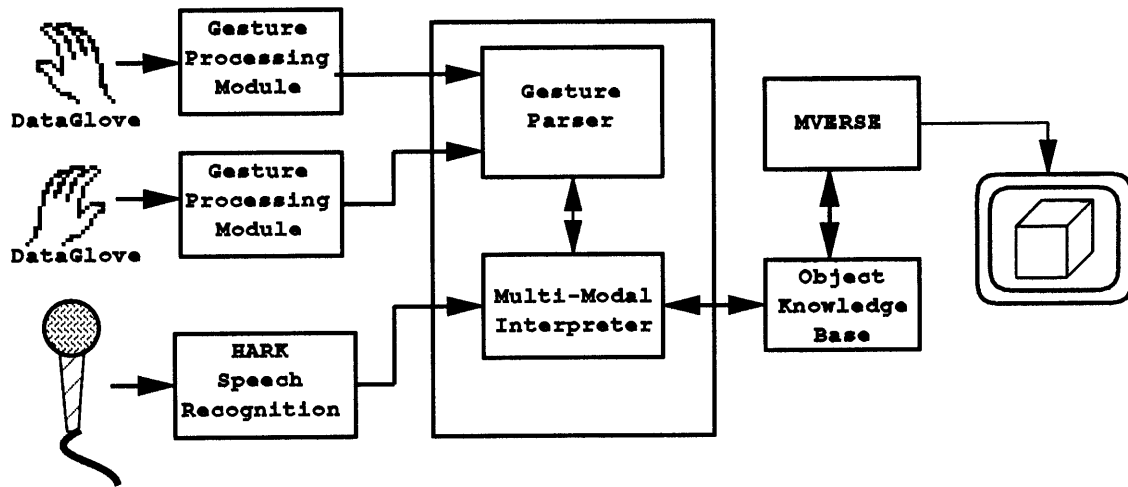 Gesture
Processing
Module
DataGlove
Gesture
Processing
Module
DataGlove
HARK
Speech
Recognition
Gesture
Parser
Multi-Modal
Interpreter
MVERSE
Object
Knowledge
Base